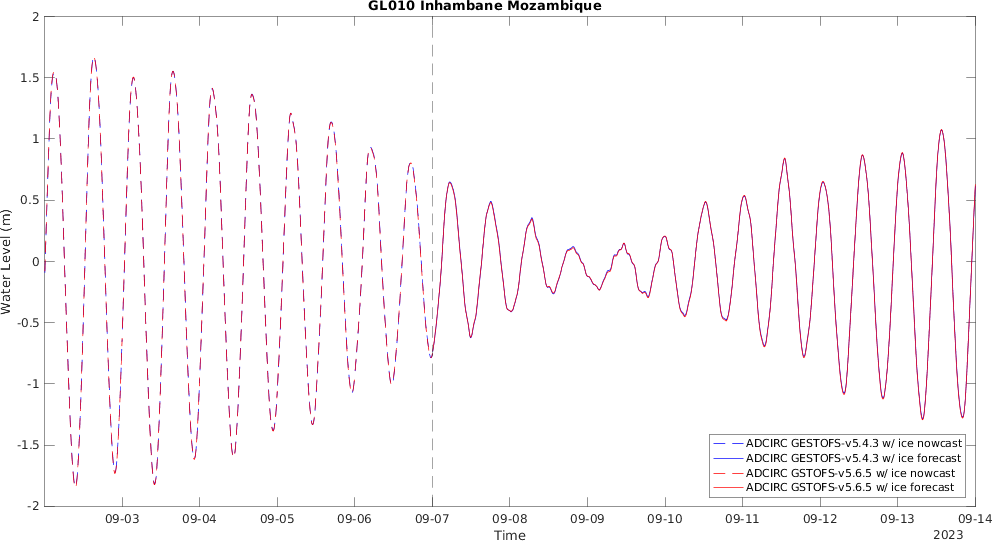 GL010 Inhambane Mozambique
Water Level (m)
2
1.5
1
0.5
0
-0.5
-1
-1.5
-2
ADCIRC GESTOFS-v5.4.3 w/ ice nowcast
ADCIRC GESTOFS-v5.4.3 w/ ice forecast
ADCIRC GSTOFS-v5.6.5 w/ ice nowcast
ADCIRC GSTOFS-v5.6.5 w/ ice forecast
09-03 09-04 09-05 09-06 09-07 09-08 09-09 09-10 09-11 09-12 09-13 09-14
Time
2023